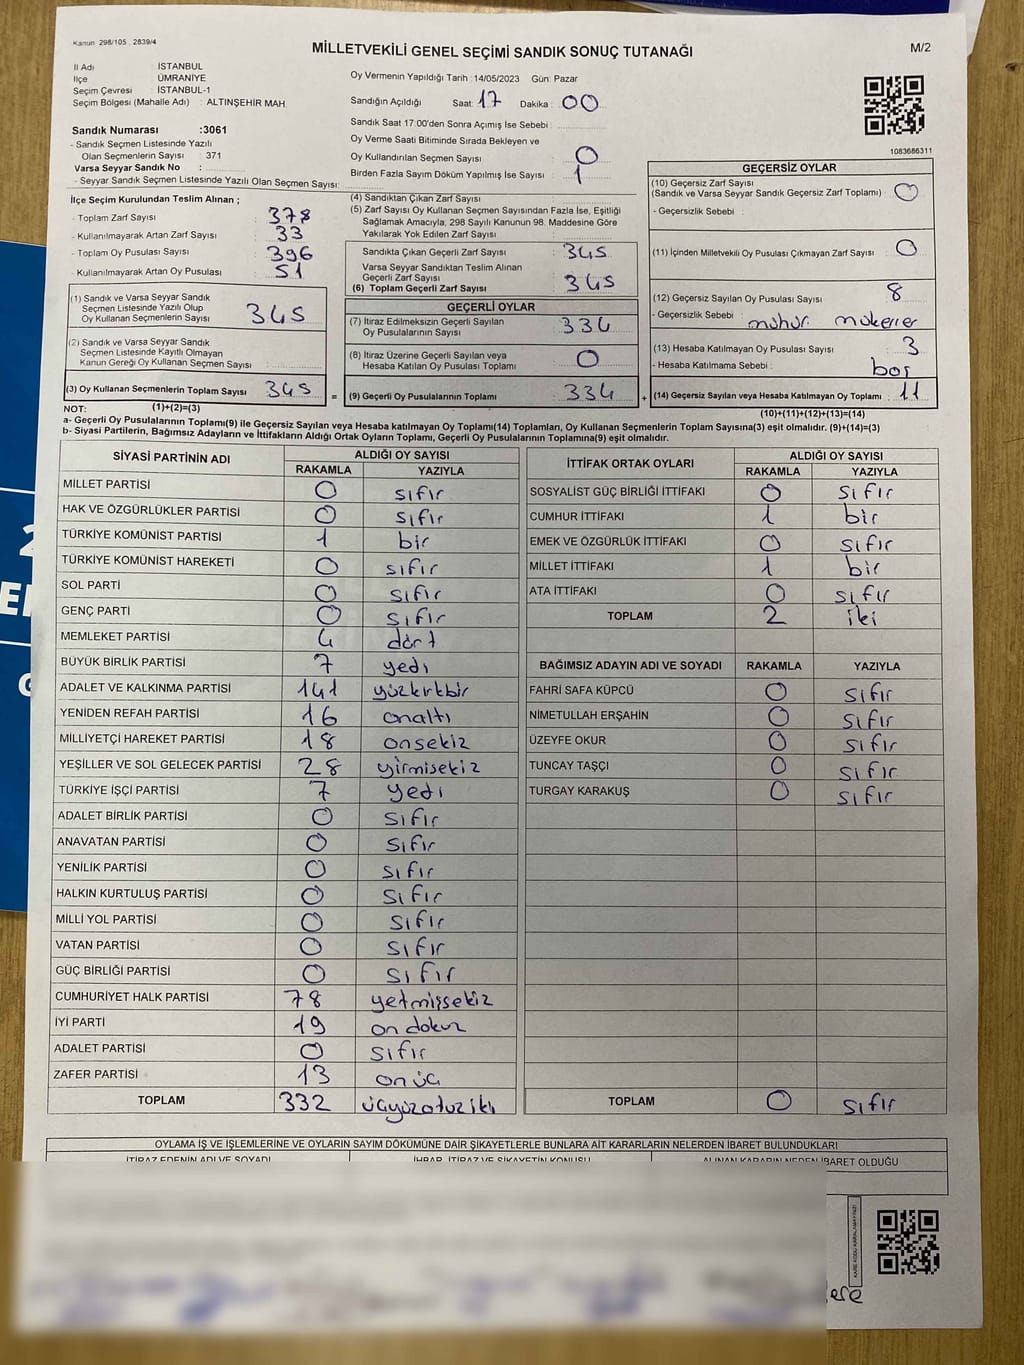 Kanun 298/105 , 2839/4
MİLLETVEKİLİ GENEL SEÇİMİ SANDIK SONUÇ TUTANAĞI
M/2
İl Adı : İSTANBUL
İlçe : ÜMRANİYE
Seçim Çevresi : İSTANBUL-1
Seçim Bölgesi (Mahalle Adı) : ALTINŞEHİR MAH
Oy Vermenin Yapıldığı Tarih : 14/05/2023 Gün Pazar
Sandığın Açıldığı Saat: 17 Dakika : 00
Sandık Saat 17:00'den Sonra Açımış İse Sebebi :
Oy Verme Saati Bitiminde Sırada Bekleyen ve
Oy Kullandırılan Seçmen Sayısı : 0
Birden Fazla Sayım Döküm Yapılmış İse Sayısı : 1
1083686311
Sandık Numarası :3061
- Sandık Seçmen Listesinde Yazılı
Olan Seçmenlerin Sayısı : 371
Varsa Seyyar Sandık No :
- Seyyar Sandık Seçmen Listesinde Yazılı Olan Seçmen Sayısı:
İlçe Seçim Kurulundan Teslim Alınan ;
- Toplam Zarf Sayısı : 378
- Kullanılmayarak Artan Zarf Sayısı : 33
- Toplam Oy Pusulası Sayısı : 396
- Kullanılmayarak Artan Oy Pusulası : 51
(1) Sandık ve Varsa Seyyar Sandık
Seçmen Listesinde Yazılı Olup
Oy Kullanan Seçmenlerin Sayısı : 345
(2) Sandık ve Varsa Seyyar Sandık
Seçmen Listesinde Kayıtlı Olmayan
Kanun Gereği Oy Kullanan Seçmen Sayısı :
(3) Oy Kullanan Seçmenlerin Toplam Sayısı : 345
(4) Sandıktan Çıkan Zarf Sayısı :
(5) Zarf Sayısı Oy Kullanan Seçmen Sayısından Fazla İse, Eşitliği
Sağlamak Amacıyla, 298 Sayılı Kanunun 98. Maddesine Göre
Yakılarak Yok Edilen Zarf Sayısı :
Sandıkta Çıkan Geçerli Zarf Sayısı : 345
Varsa Seyyar Sandıktan Teslim Alınan
Geçerli Zarf Sayısı :
(6) Toplam Geçerli Zarf Sayısı : 345
GEÇERLİ OYLAR
(7) İtiraz Edilmeksizin Geçerli Sayılan
Oy Pusulalarının Sayısı : 334
(8) İtiraz Üzerine Geçerli Sayılan veya
Hesaba Katılan Oy Pusulası Toplamı : 0
= (9) Geçerli Oy Pusulalarının Toplamı : 334
GEÇERSİZ OYLAR
(10) Geçersiz Zarf Sayısı
(Sandık ve Varsa Seyyar Sandık Geçersiz Zarf Toplamı) : 0
- Geçersizlik Sebebi :
(11) İçinden Milletvekili Oy Pusulası Çıkmayan Zarf Sayısı : 0
(12) Geçersiz Sayılan Oy Pusulası Sayısı : 8
- Geçersizlik Sebebi : mühür mükerrer
(13) Hesaba Katılmayan Oy Pusulası Sayısı : 3
- Hesaba Katılmama Sebebi : boş
+ (14) Geçersiz Sayılan veya Hesaba Katılmayan Oy Toplamı : 11
NOT: (1)+(2)=(3)
(10)+(11)+(12)+(13)=(14)
a- Geçerli Oy Pusulalarının Toplamı(9) ile Geçersiz Sayılan veya Hesaba katılmayan Oy Toplamı(14) Toplamları, Oy Kullanan Seçmenlerin Toplam Sayısına(3) eşit olmalıdır. (9)+(14)=(3)
b- Siyasi Partilerin, Bağımsız Adayların ve İttifakların Aldığı Ortak Oyların Toplamı, Geçerli Oy Pusulalarının Toplamına(9) eşit olmalıdır.
SİYASİ PARTİNİN ADI ALDIĞI OY SAYISI
RAKAMLA YAZIYLA
MİLLET PARTİSİ 0 sıfır
HAK VE ÖZGÜRLÜKLER PARTİSİ 0 sıfır
TÜRKİYE KOMÜNİST PARTİSİ 1 bir
TÜRKİYE KOMÜNİST HAREKETİ 0 sıfır
SOL PARTİ 0 sıfır
GENÇ PARTİ 0 sıfır
MEMLEKET PARTİSİ 4 dört
BÜYÜK BİRLİK PARTİSİ 7 yedi
ADALET VE KALKINMA PARTİSİ 141 yüzkırkbir
YENİDEN REFAH PARTİSİ 16 onaltı
MİLLİYETÇİ HAREKET PARTİSİ 18 onsekiz
YEŞİLLER VE SOL GELECEK PARTİSİ 28 yirmisekiz
TÜRKİYE İŞÇİ PARTİSİ 7 yedi
ADALET BİRLİK PARTİSİ 0 sıfır
ANAVATAN PARTİSİ 0 sıfır
YENİLİK PARTİSİ 0 sıfır
HALKIN KURTULUŞ PARTİSİ 0 sıfır
MİLLİ YOL PARTİSİ 0 sıfır
VATAN PARTİSİ 0 sıfır
GÜÇ BİRLİĞİ PARTİSİ 0 sıfır
CUMHURİYET HALK PARTİSİ 78 yetmişsekiz
İYİ PARTİ 19 on dokuz
ADALET PARTİSİ 0 sıfır
ZAFER PARTİSİ 13 onüç
TOPLAM 332 üçyüzotuziki
İTTİFAK ORTAK OYLARI ALDIĞI OY SAYISI
RAKAMLA YAZIYLA
SOSYALİST GÜÇ BİRLİĞİ İTTİFAKI 0 sıfır
CUMHUR İTTİFAKI 1 bir
EMEK VE ÖZGÜRLÜK İTTİFAKI 0 sıfır
MİLLET İTTİFAKI 1 bir
ATA İTTİFAKI 0 sıfır
TOPLAM 2 iki
BAĞIMSIZ ADAYIN ADI VE SOYADI RAKAMLA YAZIYLA
FAHRİ SAFA KÜPCÜ 0 sıfır
NİMETULLAH ERŞAHİN 0 sıfır
ÜZEYFE OKUR 0 sıfır
TUNCAY TAŞÇI 0 sıfır
TURGAY KARAKUŞ 0 sıfır
TOPLAM 0 sıfır
OYLAMA İŞ VE İŞLEMLERİNE VE OYLARIN SAYIM DÖKÜMÜNE DAİR ŞİKAYETLERLE BUNLARA AİT KARARLARIN NELERDEN İBARET BULUNDUKLARI
İTİRAZ EDENİN ADI VE SOYADI İHBAR, İTİRAZ VE ŞİKAYETİN KONUSU ALINAN KARARIN NEDEN İBARET OLDUĞU